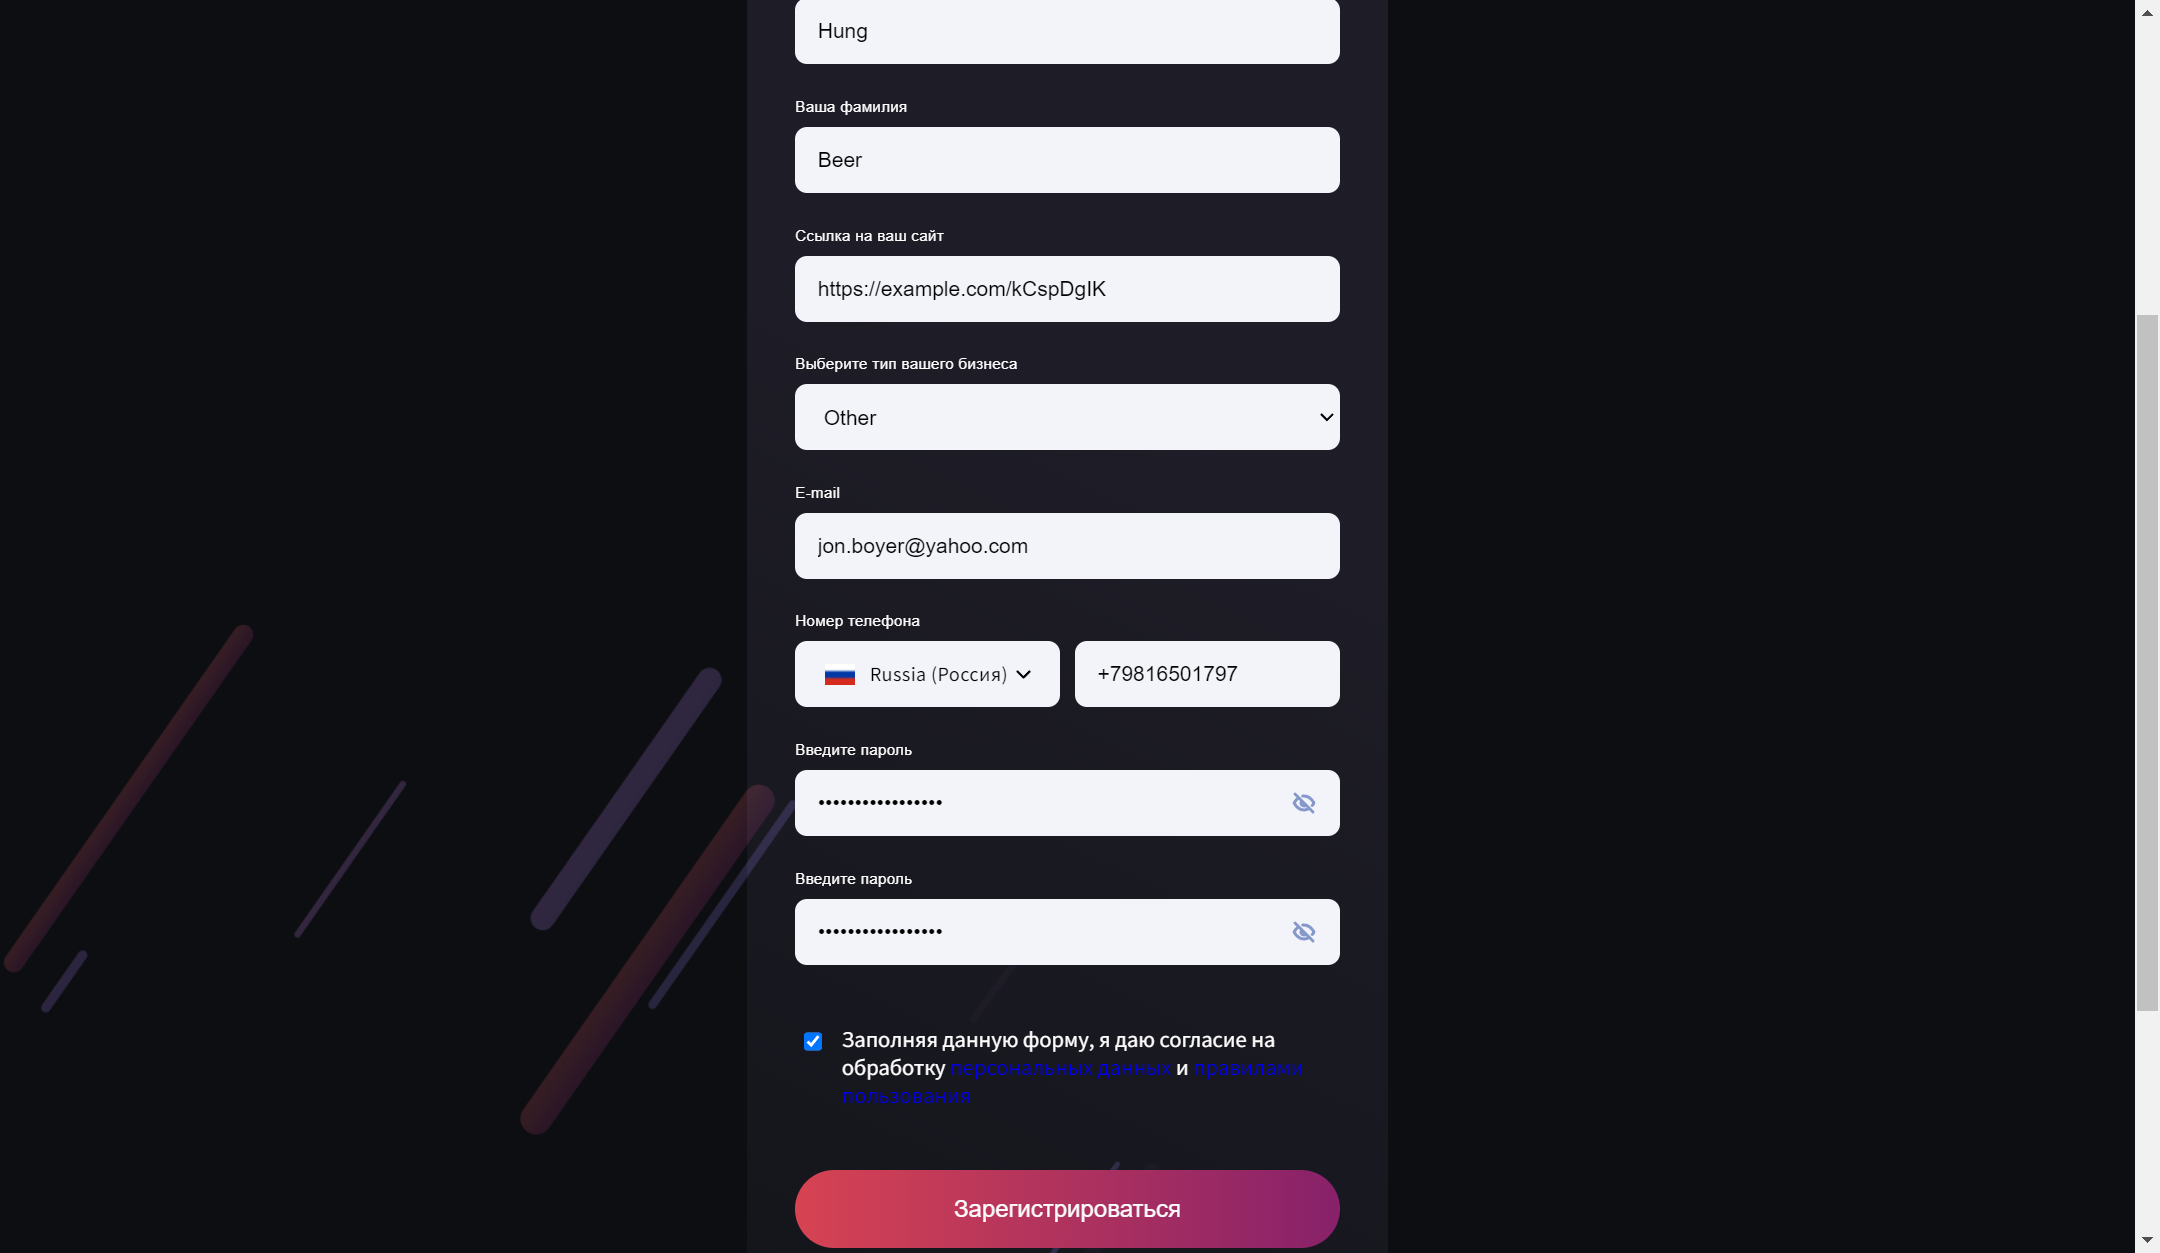 Hung
Ваша фамилия
Beer
Ссылка на ваш сайт
https://example.com/kCspDgIK
Выберите тип вашего бизнеса
Other
E-mail
jon.boyer@yahoo.com
Номер телефона
Russia (Россия) +79816501797
Введите пароль
•••••••••••••••••
Введите пароль
•••••••••••••••••
Заполняя данную форму, я даю согласие на
обработку персональных данных и правилами
пользования
Зарегистрироваться